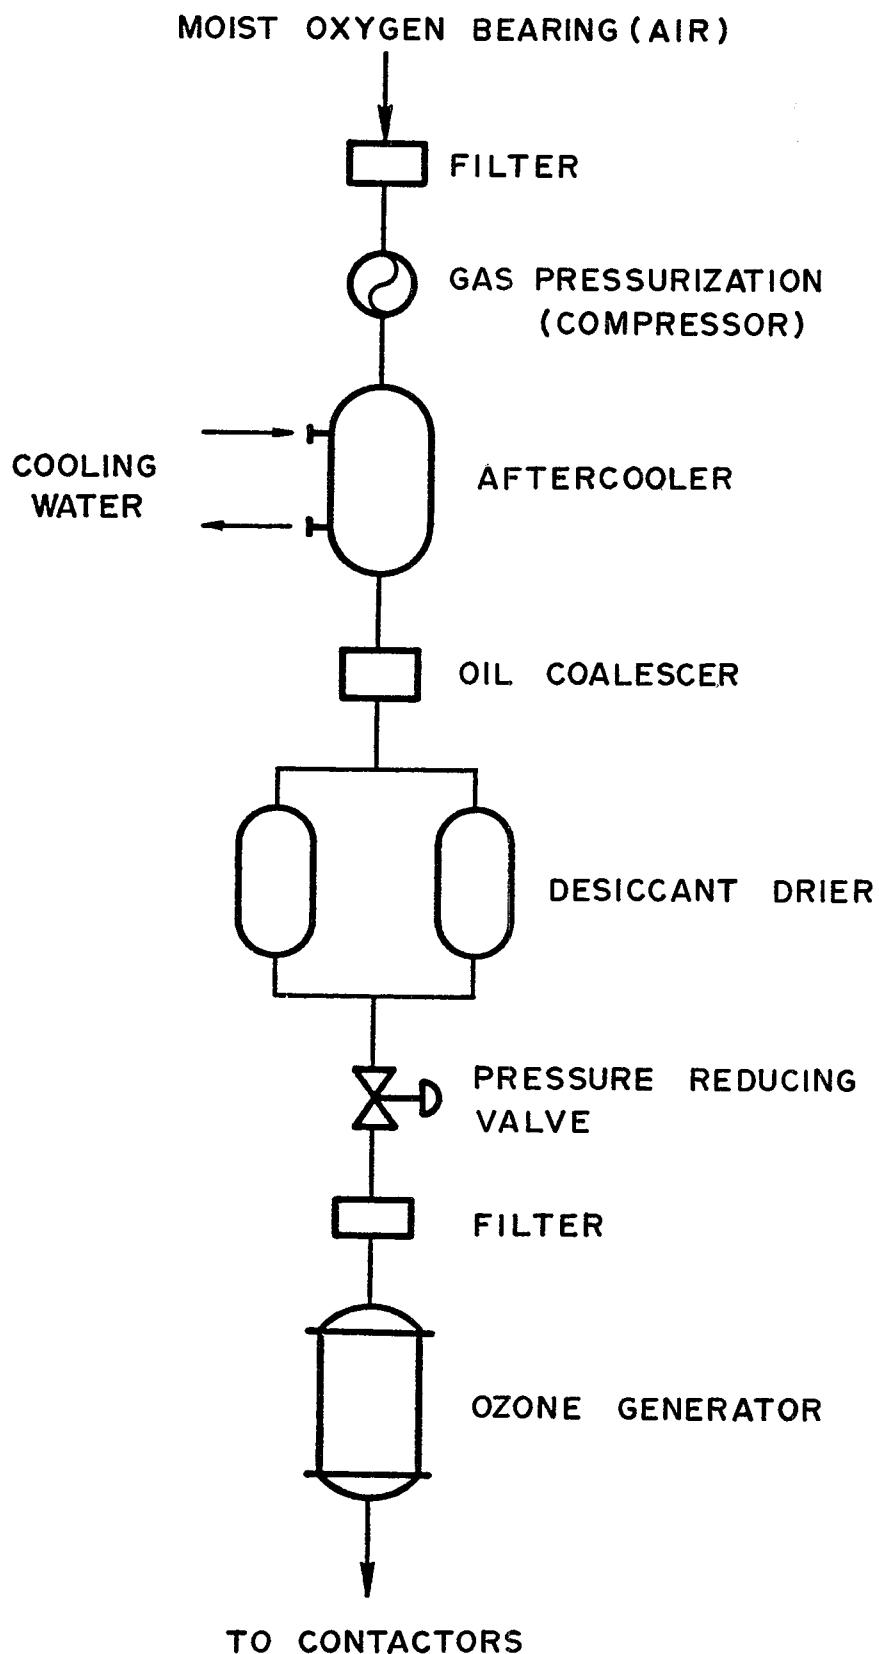 MOIST OXYGEN BEARING (AIR)
FILTER
GAS PRESSURIZATION
(COMPRESSOR)
COOLING
WATER
AFTERCOOLER
OIL COALESCER
DESICCANT DRIER
PRESSURE REDUCING
VALVE
FILTER
OZONE GENERATOR
TO CONTACTORS